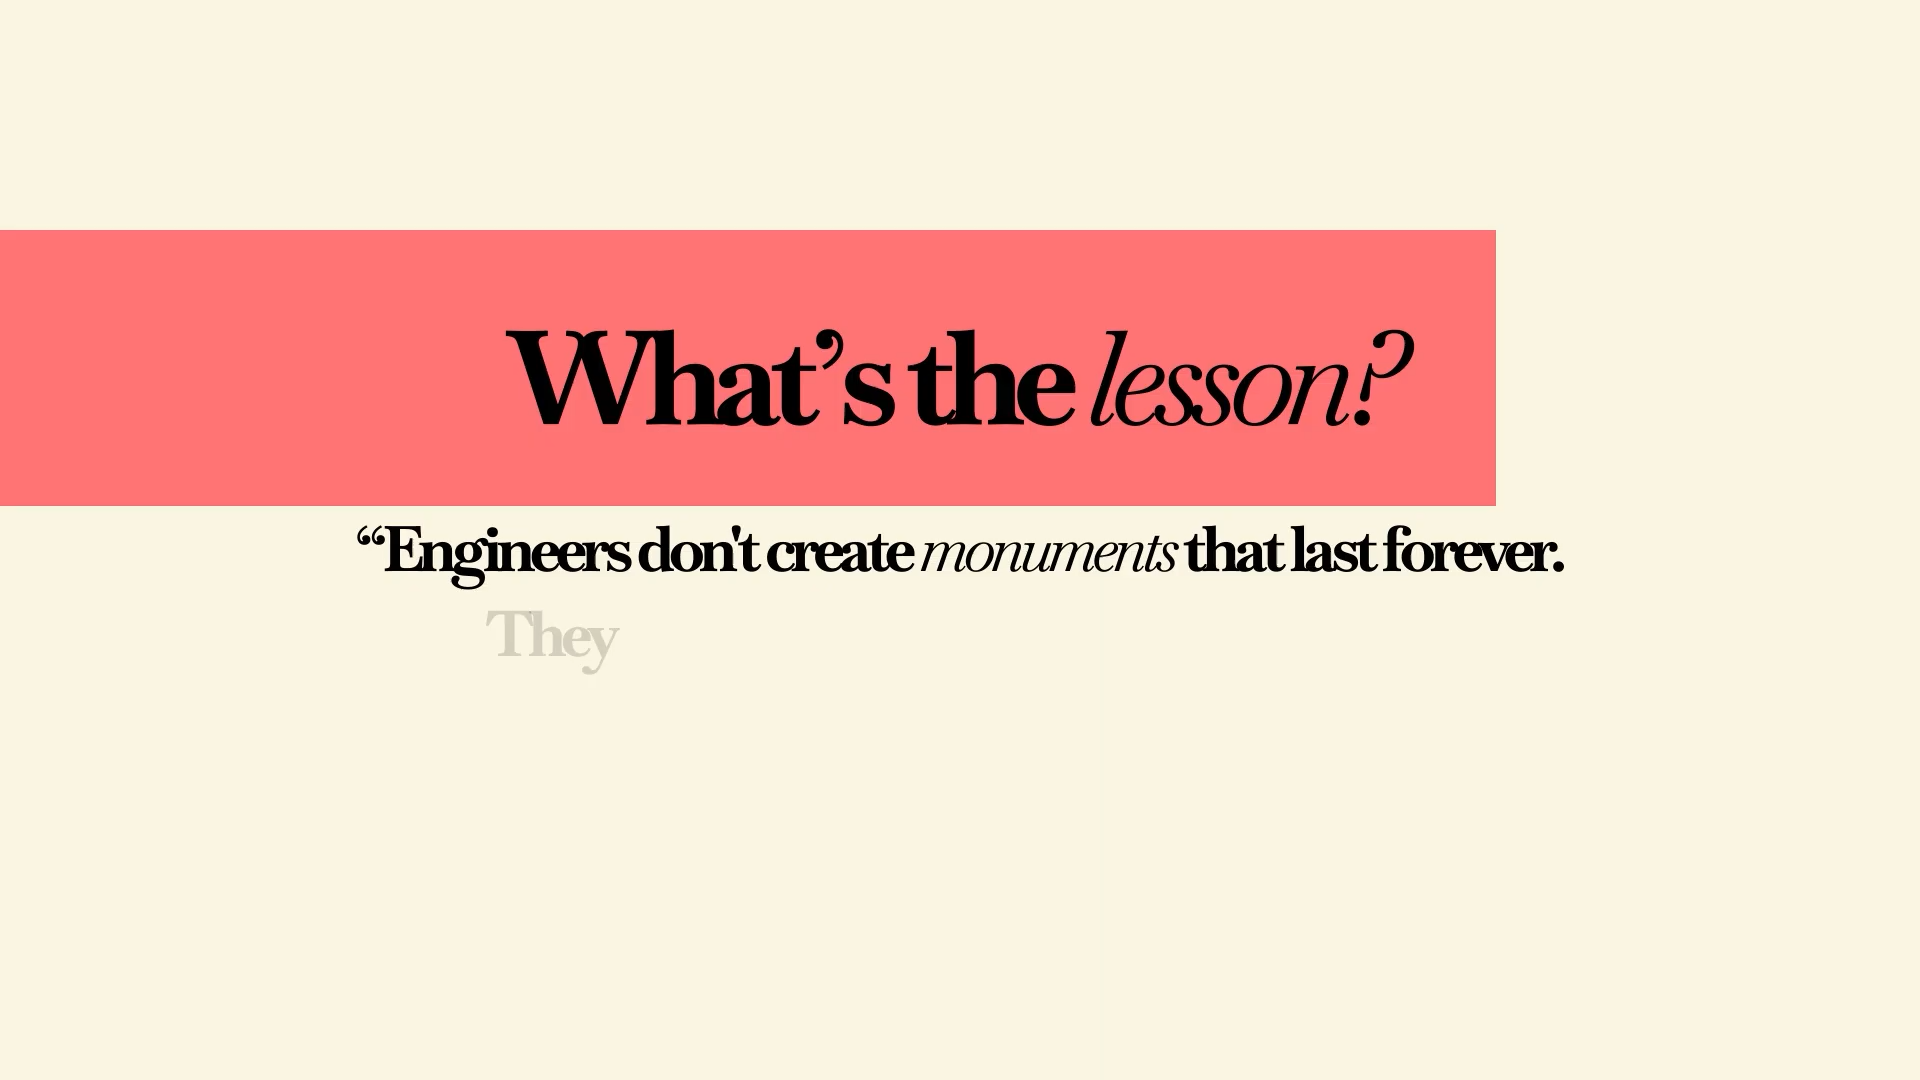 What’s the lesson?
“Engineers don't create monuments that last forever.
They